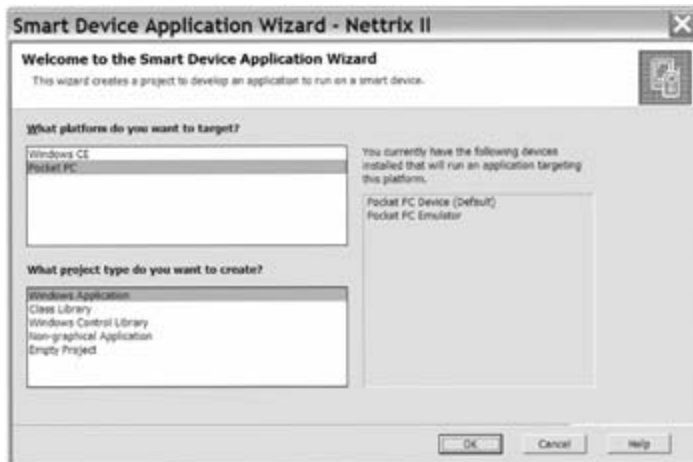 Smart Device Application Wizard - Nettrix II
Welcome to the Smart Device Application Wizard
This wizard creates a project to develop an application to run on a smart device.
What platform do you want to target?
Windows CE
Pocket PC
You currently have the following devices
installed that will run an application targeting
this platform.
Pocket PC Device (Default)
Pocket PC Emulator
What project type do you want to create?
Windows Application
Class Library
Windows Control Library
Non-graphical Application
Empty Project
OK
Cancel
Help